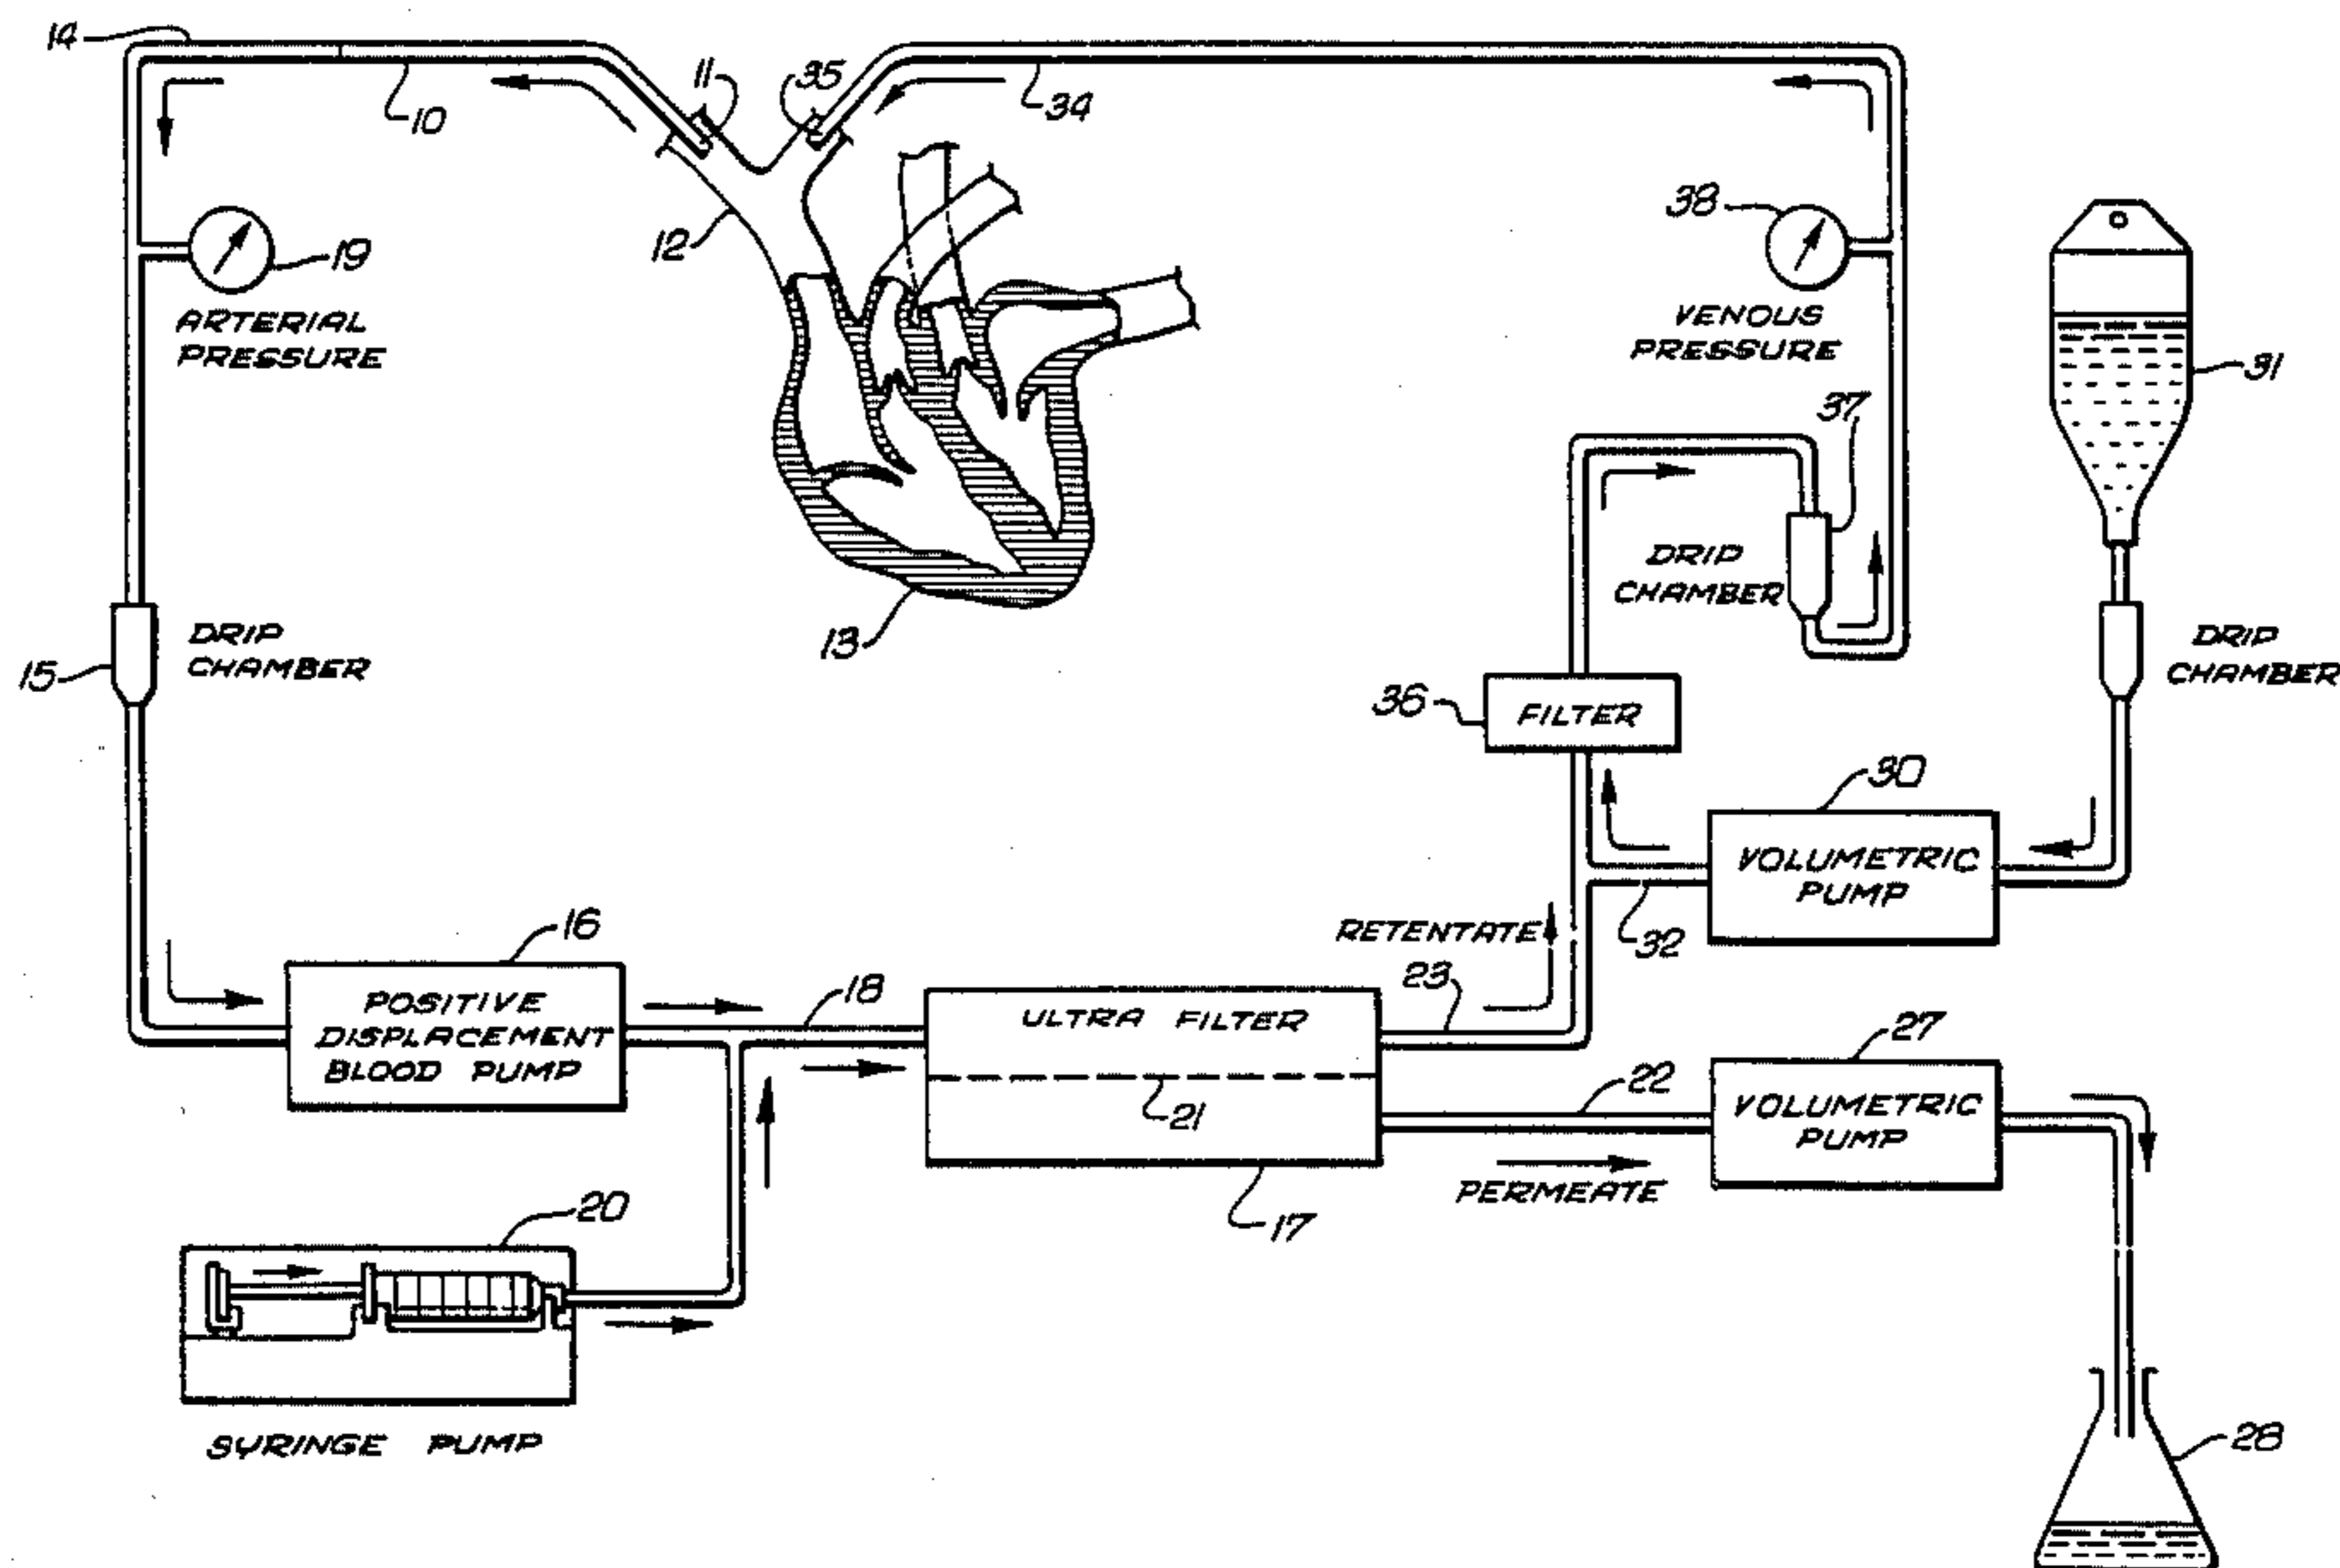 14
10
11
35
34
12
19
ARTERIAL
PRESSURE
38
VENOUS
PRESSURE
31
37
DRIP
CHAMBER
13
15
DRIP
CHAMBER
DRIP
CHAMBER
36
FILTER
30
VOLUMETRIC
PUMP
32
RETENTATE
23
16
POSITIVE
DISPLACEMENT
BLOOD PUMP
18
ULTRA FILTER
21
17
22
PERMEATE
27
VOLUMETRIC
PUMP
20
SYRINGE PUMP
28